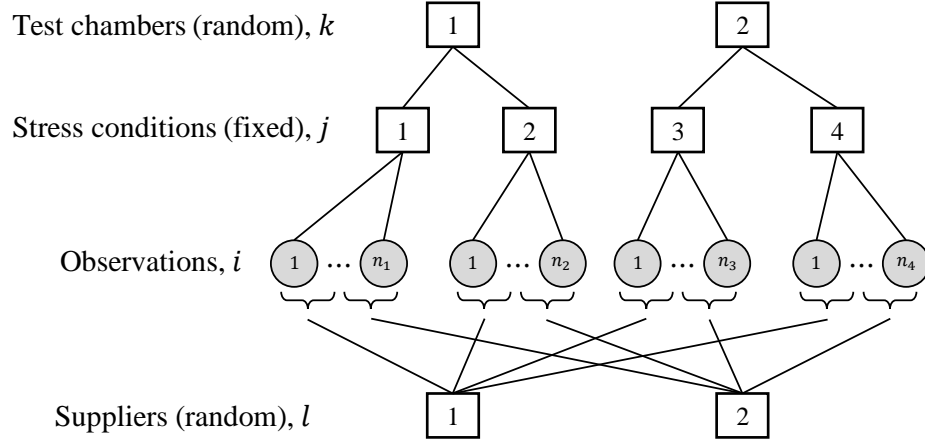 Test chambers (random), k 1 2
Stress conditions (fixed), j 1 2 3 4
Observations, i 1 ... n₁ 1 ... n₂ 1 ... n₃ 1 ... n₄
Suppliers (random), l 1 2